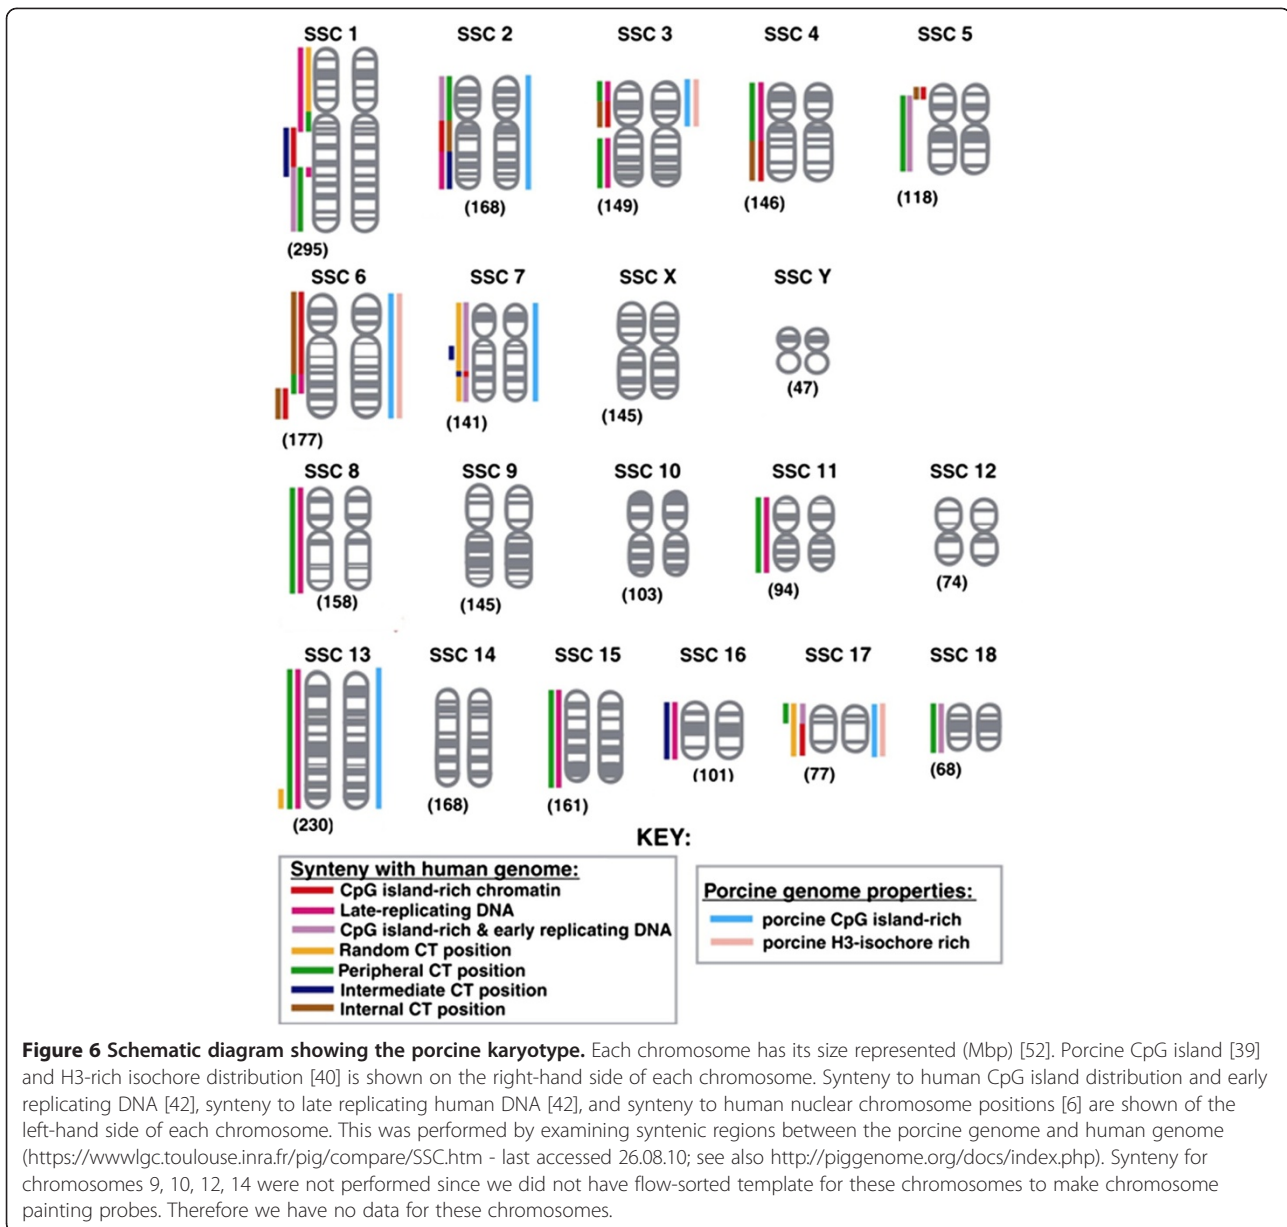 SSC 1 SSC 2 SSC 3 SSC 4 SSC 5
(295) (168) (149) (146) (118)
SSC 6 SSC 7 SSC X SSC Y
(177) (141) (145) (47)
SSC 8 SSC 9 SSC 10 SSC 11 SSC 12
(158) (145) (103) (94) (74)
SSC 13 SSC 14 SSC 15 SSC 16 SSC 17 SSC 18
(230) (168) (161) (101) (77) (68)
KEY:
Synteny with human genome:
CpG island-rich chromatin
Late-replicating DNA
CpG island-rich & early replicating DNA
Random CT position
Peripheral CT position
Intermediate CT position
Internal CT position
Porcine genome properties:
porcine CpG island-rich
porcine H3-isochore rich
Figure 6 Schematic diagram showing the porcine karyotype. Each chromosome has its size represented (Mbp) [52]. Porcine CpG island [39]
and H3-rich isochore distribution [40] is shown on the right-hand side of each chromosome. Synteny to human CpG island distribution and early
replicating DNA [42], synteny to late replicating human DNA [42], and synteny to human nuclear chromosome positions [6] are shown of the
left-hand side of each chromosome. This was performed by examining syntenic regions between the porcine genome and human genome
(https://wwwlgc.toulouse.inra.fr/pig/compare/SSC.htm - last accessed 26.08.10; see also http://piggenome.org/docs/index.php). Synteny for
chromosomes 9, 10, 12, 14 were not performed since we did not have flow-sorted template for these chromosomes to make chromosome
painting probes. Therefore we have no data for these chromosomes.